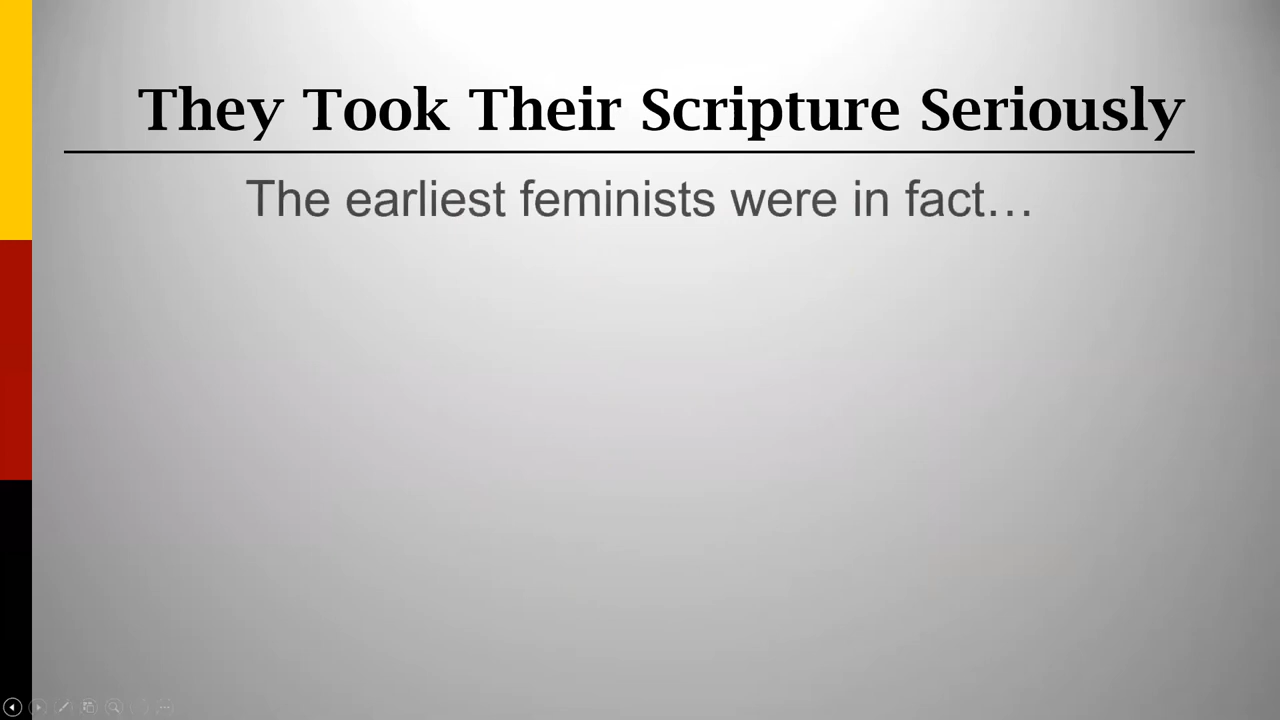 They Took Their Scripture Seriously
The earliest feminists were in fact…